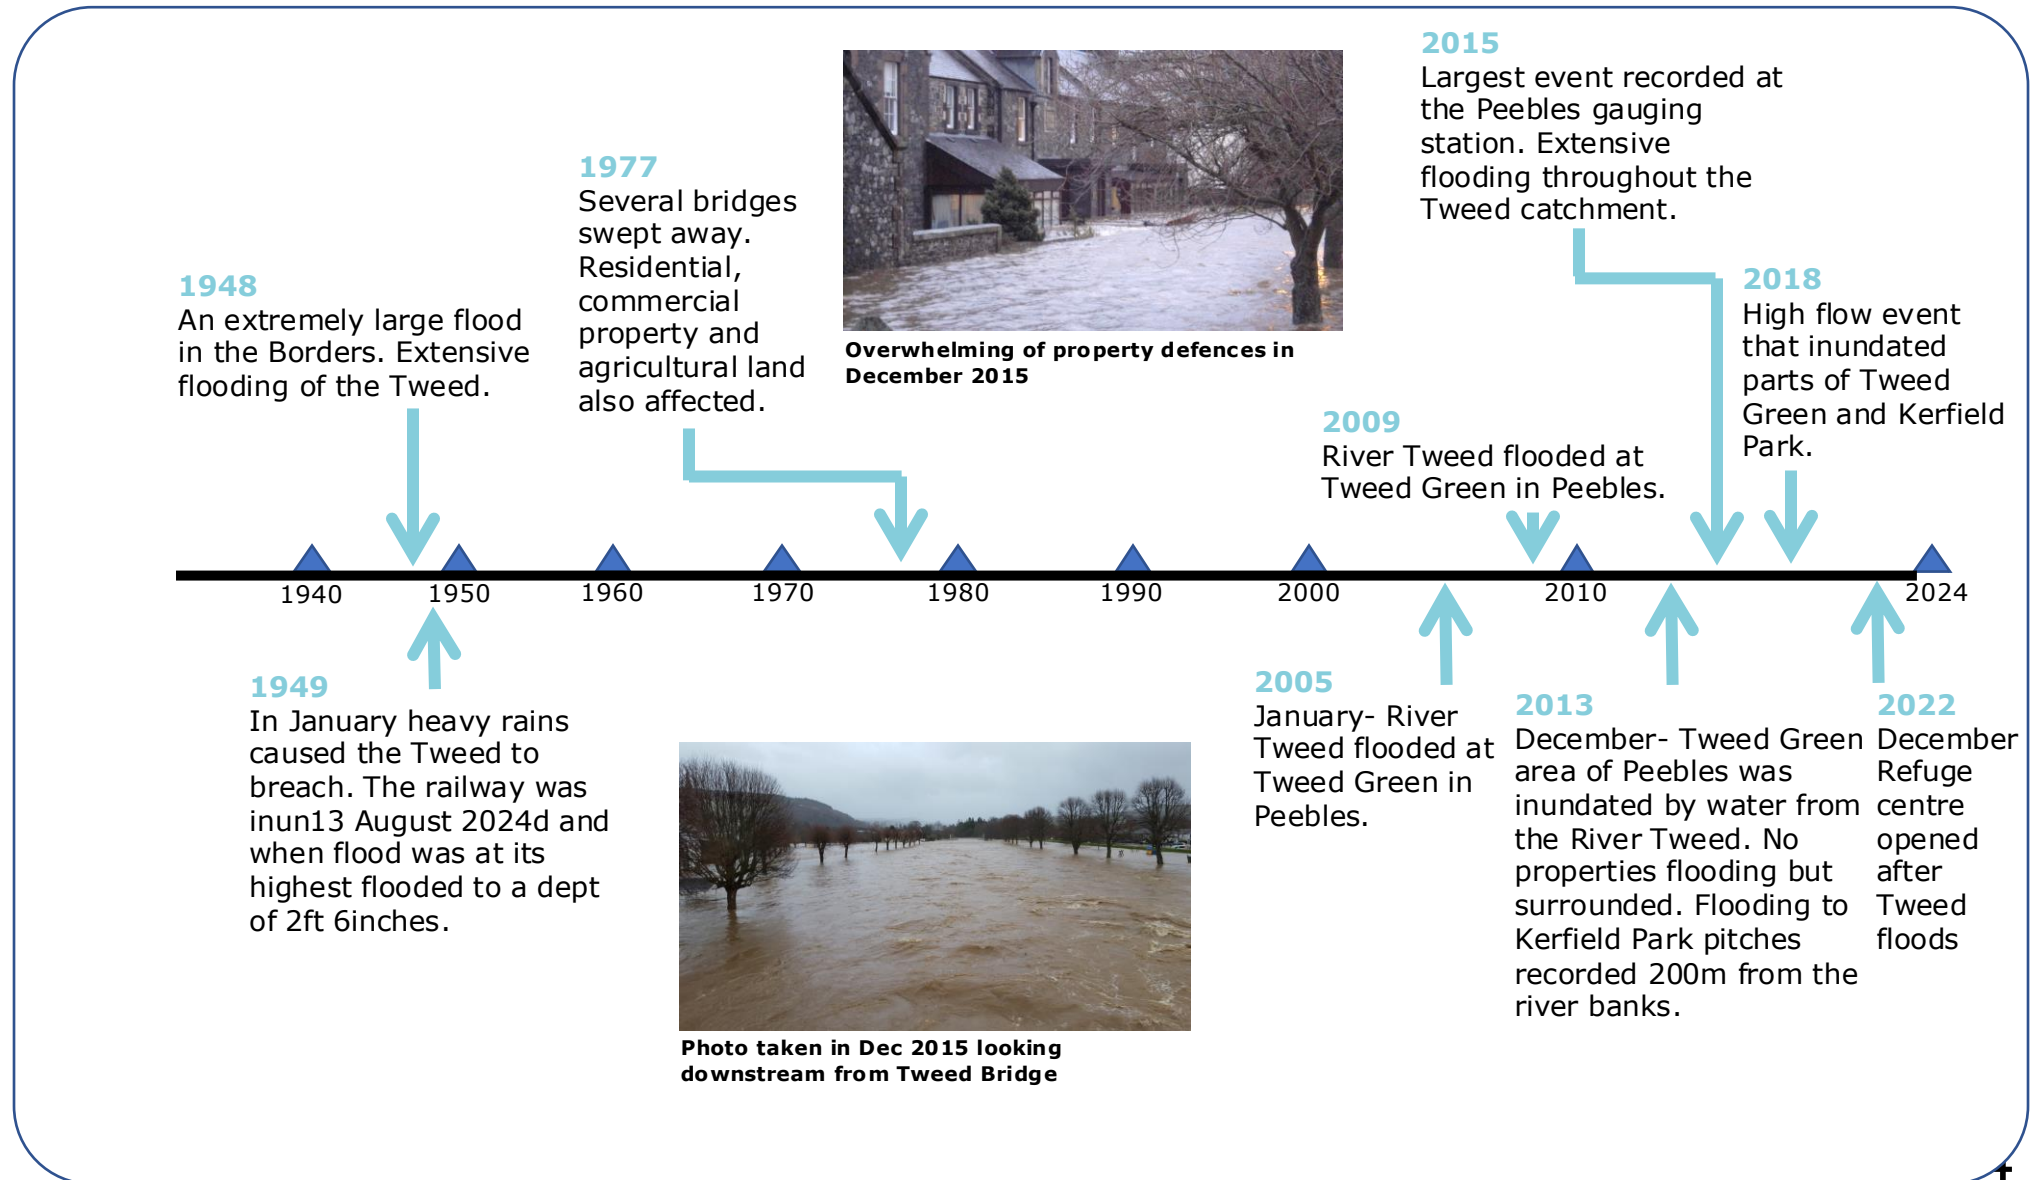 2015
Largest event recorded at
the Peebles gauging
station. Extensive
flooding throughout the
Tweed catchment.
1977
Several bridges
swept away.
Residential,
commercial
property and
agricultural land
also affected.
1948
An extremely large flood
in the Borders. Extensive
flooding of the Tweed.
Overwhelming of property defences in
December 2015
2018
High flow event
that inundated
parts of Tweed
Green and Kerfield
Park.
2009
River Tweed flooded at
Tweed Green in Peebles.
1940 1950 1960 1970 1980 1990 2000 2010 2024
1949
In January heavy rains
caused the Tweed to
breach. The railway was
inun13 August 2024d and
when flood was at its
highest flooded to a dept
of 2ft 6inches.
Photo taken in Dec 2015 looking
downstream from Tweed Bridge
2005
January- River
Tweed flooded at
Tweed Green in
Peebles.
2013
December- Tweed Green
area of Peebles was
inundated by water from
the River Tweed. No
properties flooding but
surrounded. Flooding to
Kerfield Park pitches
recorded 200m from the
river banks.
2022
December
Refuge
centre
opened
after
Tweed
floods